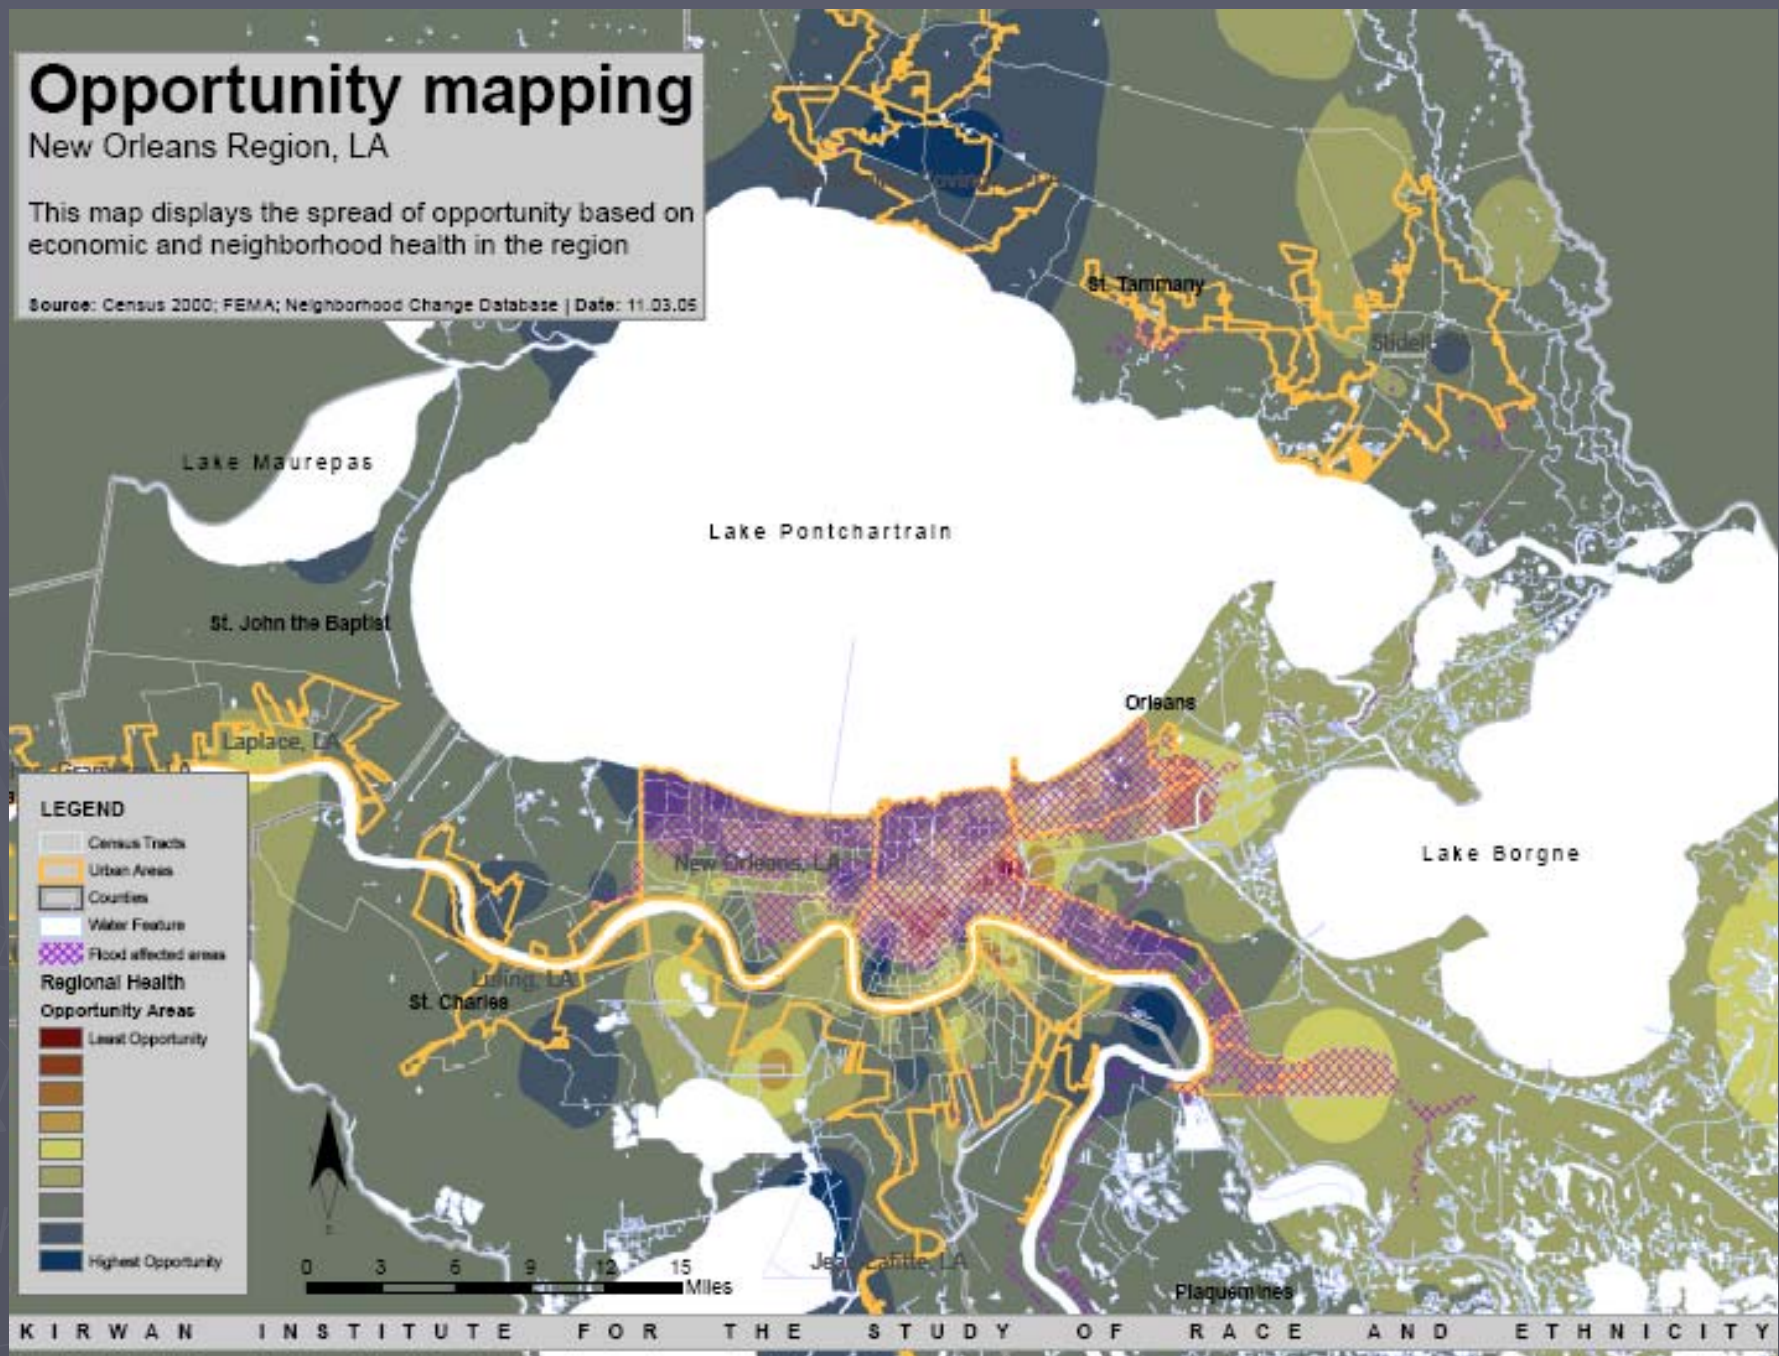 Opportunity mapping
New Orleans Region, LA
This map displays the spread of opportunity based on
economic and neighborhood health in the region
Source: Census 2000; FEMA; Neighborhood Change Database | Date: 11.03.05
St. Tammany
Slidell
Lake Maurepas
Lake Pontchartrain
St. John the Baptist
Orleans
Laplace, LA
LEGEND
Census Tracts
Urban Areas
Counties
Water Feature
Flood affected areas
Regional Health
Opportunity Areas
Least Opportunity
Highest Opportunity
New Orleans, LA
Lake Borgne
Luling, LA
St. Charles
Jean Lafitte, LA
0 3 6 9 12 15
Miles
Plaquemines
KIRWAN INSTITUTE FOR THE STUDY OF RACE AND ETHNICITY